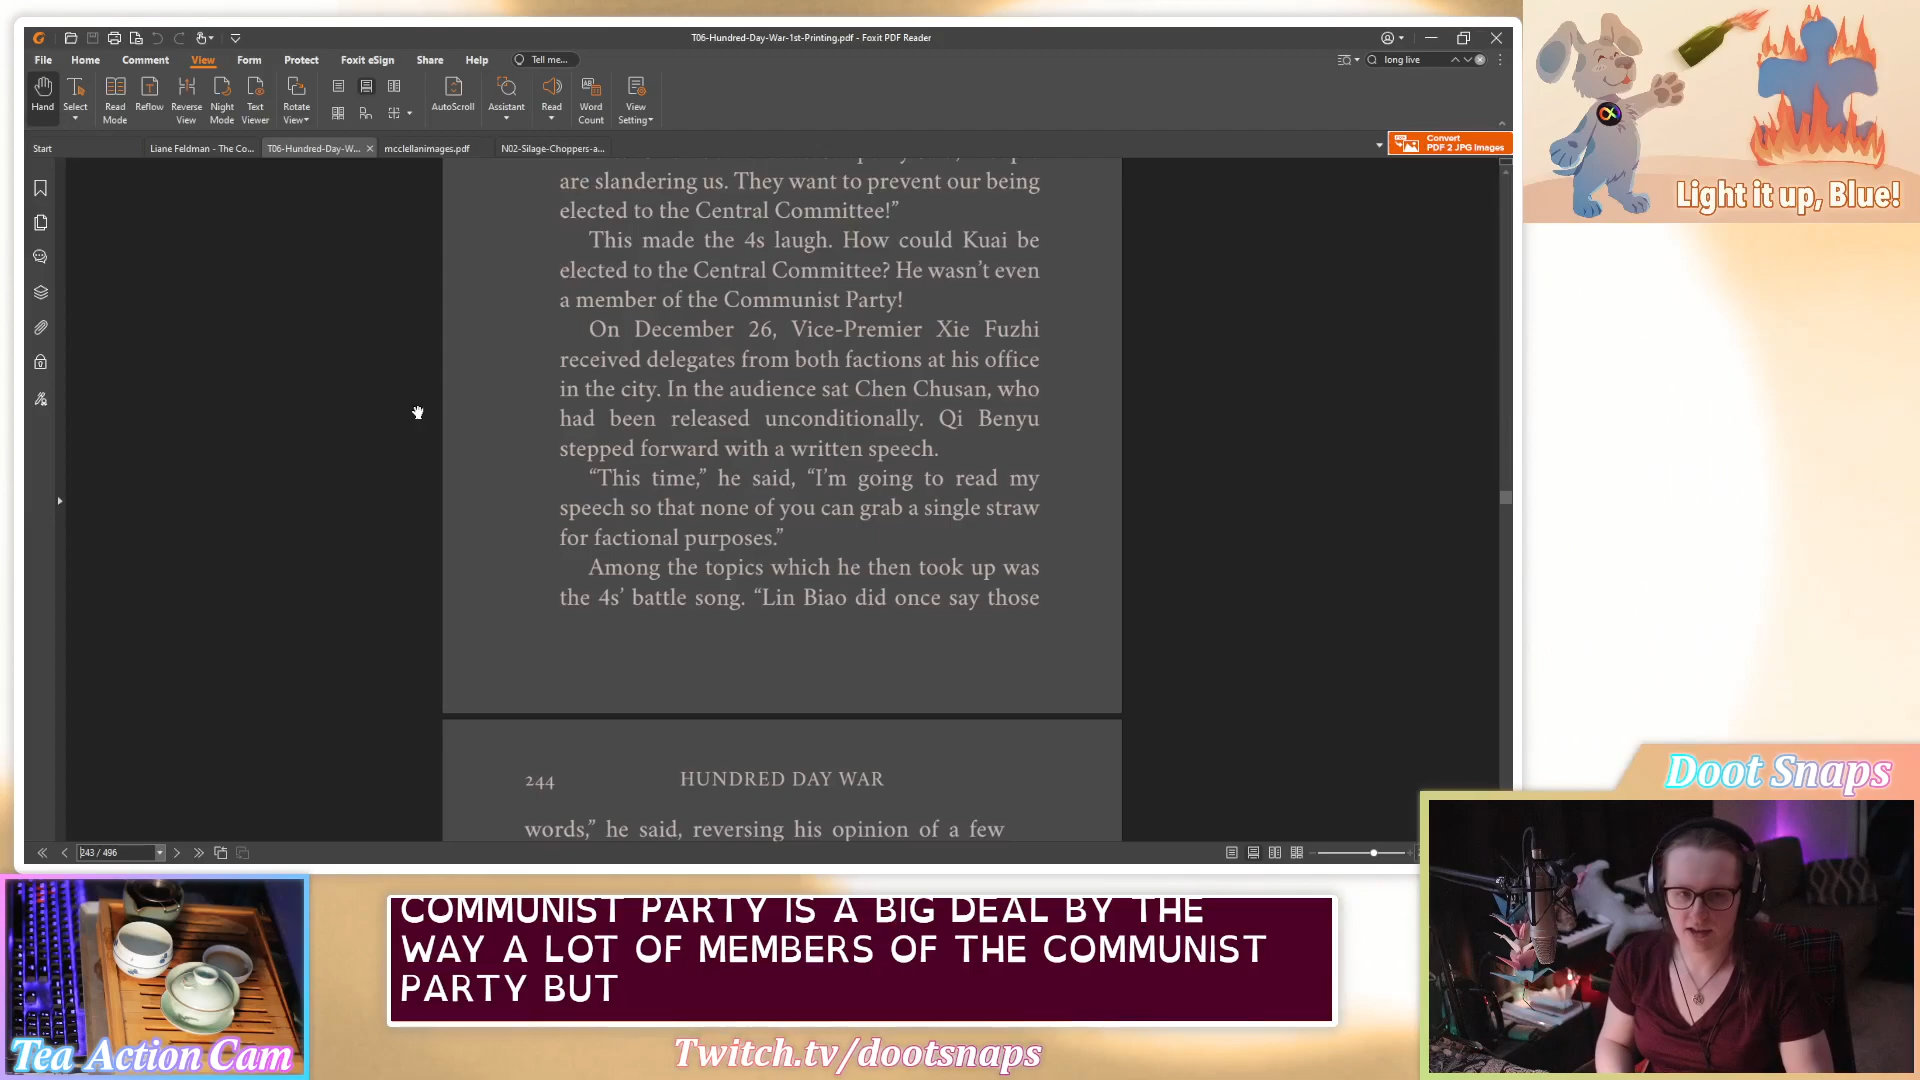 T06-Hundred-Day-War-1st-Printing.pdf - Foxit PDF Reader
File Home Comment View Form Protect Foxit eSign Share Help Tell me...
long live
Hand Select Read Mode Reflow Reverse View Night Mode Text Viewer Rotate View AutoScroll Assistant Read Word Count View Setting
Start Liane Feldman - The Co... T06-Hundred-Day-W... mcclellanimages.pdf N02-Silage-Choppers-a...
Convert
PDF 2 JPG Images
are slandering us. They want to prevent our being
elected to the Central Committee!”
This made the 4s laugh. How could Kuai be
elected to the Central Committee? He wasn’t even
a member of the Communist Party!
On December 26, Vice-Premier Xie Fuzhi
received delegates from both factions at his office
in the city. In the audience sat Chen Chusan, who
had been released unconditionally. Qi Benyu
stepped forward with a written speech.
“This time,” he said, “I’m going to read my
speech so that none of you can grab a single straw
for factional purposes.”
Among the topics which he then took up was
the 4s’ battle song. “Lin Biao did once say those
244 HUNDRED DAY WAR
words,” he said, reversing his opinion of a few
243 / 496
Light it up, Blue!
Doot Snaps
COMMUNIST PARTY IS A BIG DEAL BY THE
WAY A LOT OF MEMBERS OF THE COMMUNIST
PARTY BUT
Tea Action Cam
Twitch.tv/dootsnaps